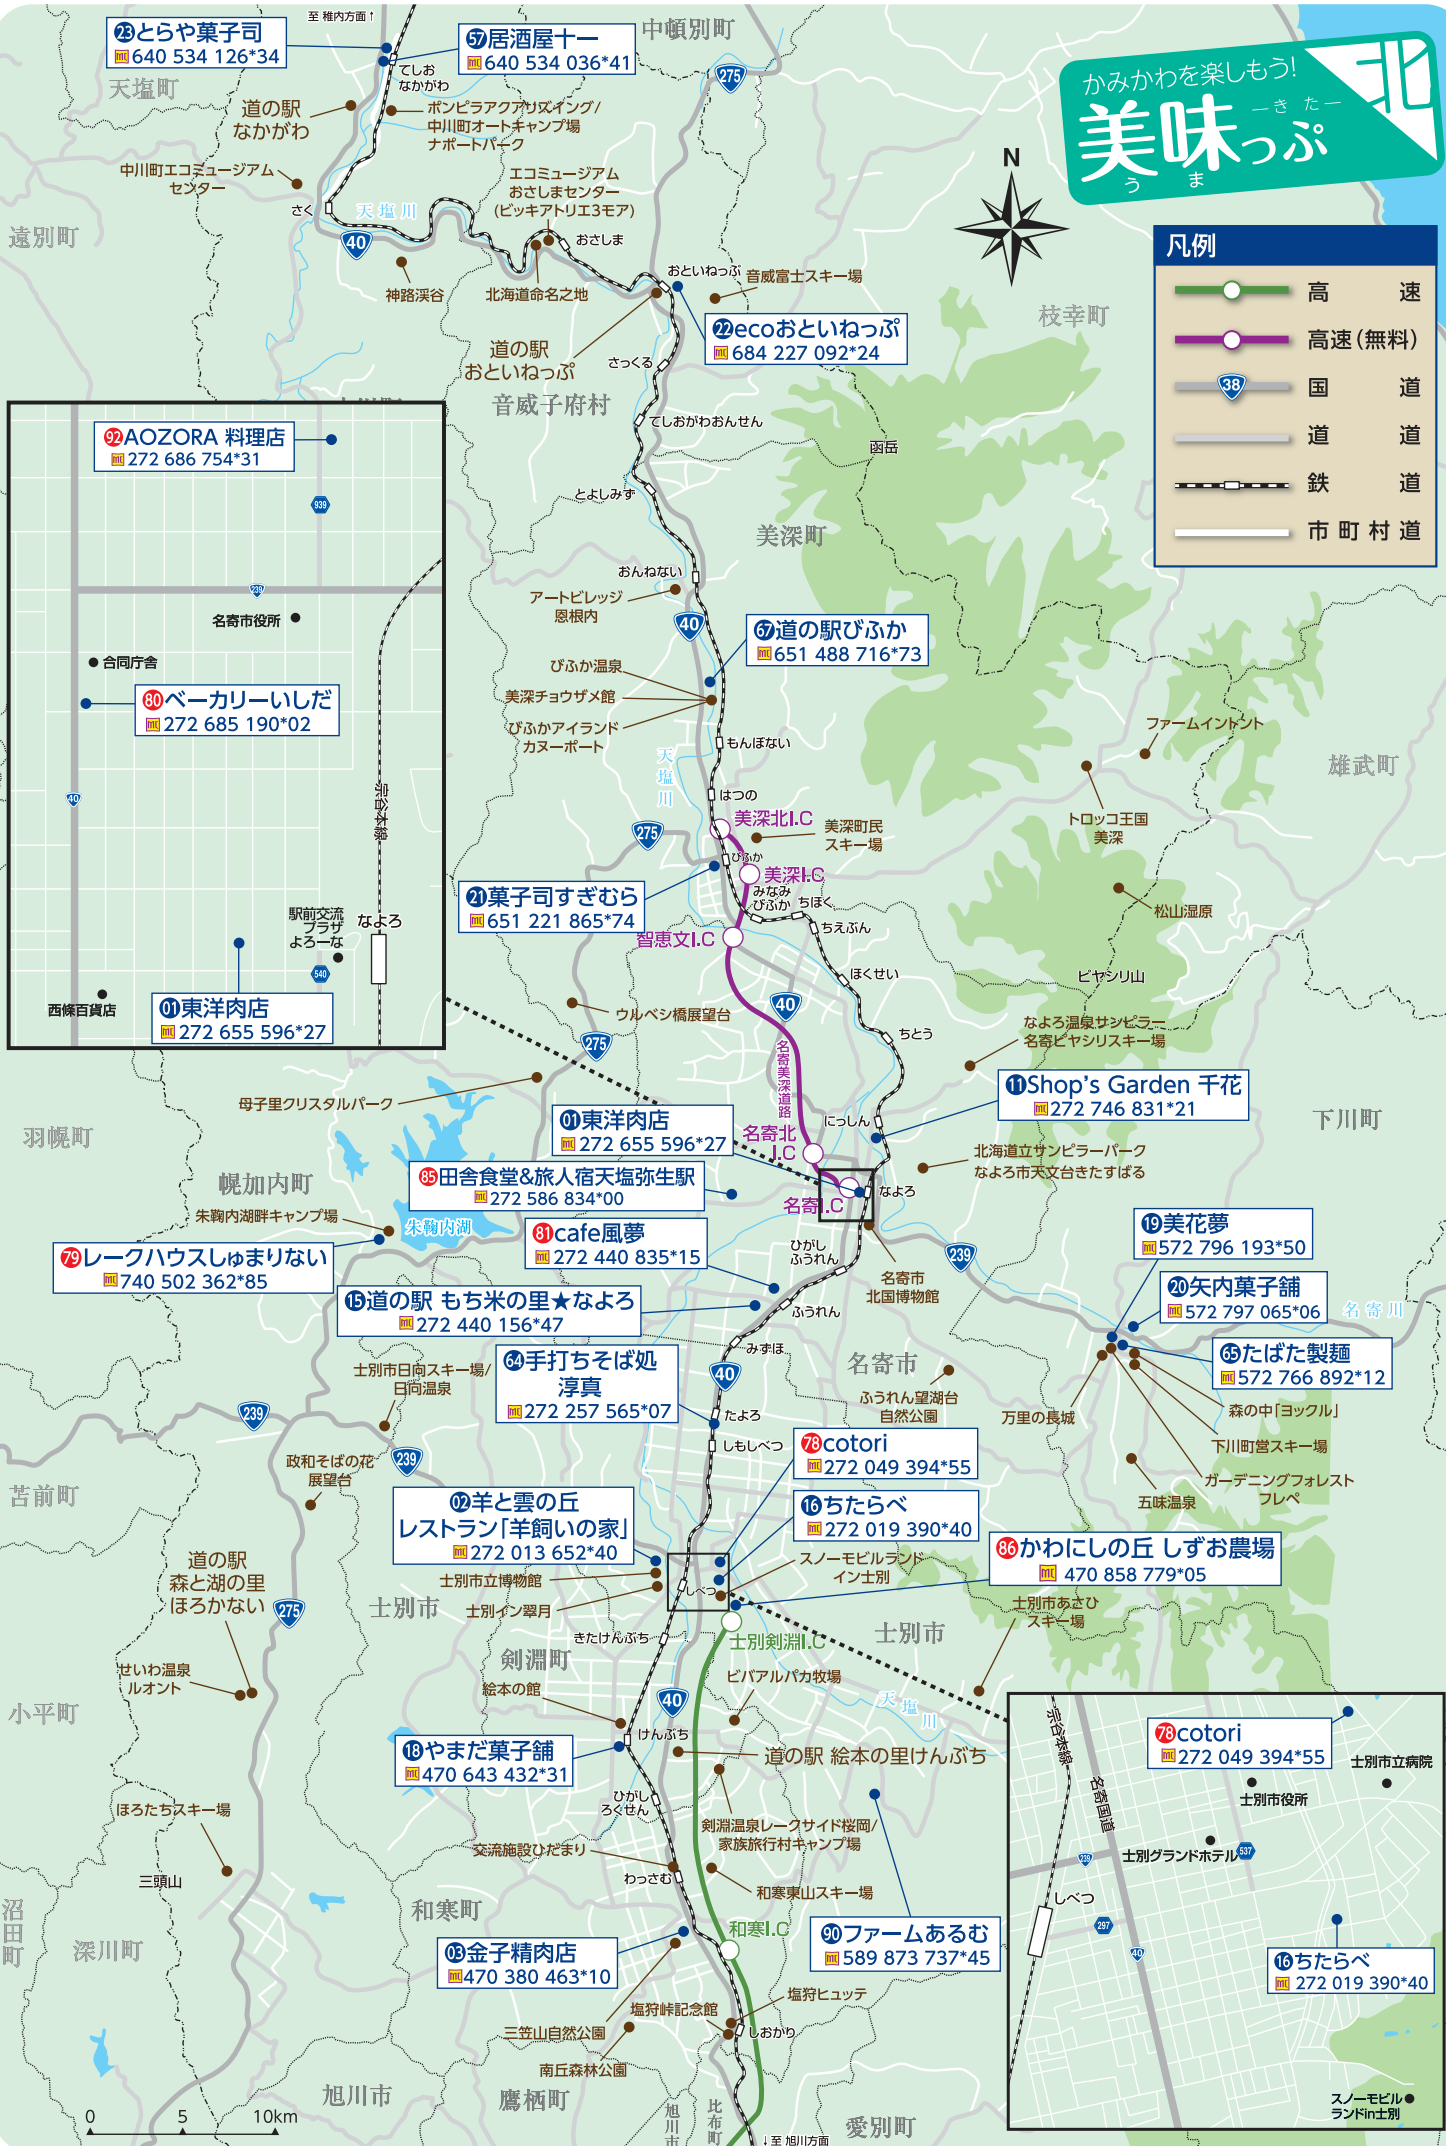 至 稚内方面↑
㉓とらや菓子司
640 534 126*34
57居酒屋十一
640 534 036*41
中頓別町
275
天塩町
てしお
なかがわ
道の駅
なかがわ
ポンピラアクアリズイング/
中川町オートキャンプ場
ナポートパーク
中川町エコミュージアム
センター
エコミュージアム
おさしまセンター
(ビッキアトリエ3モア)
さく
天塩川
40
遠別町
おさしま
神路渓谷
北海道命名之地
おといねっぷ
音威富士スキー場
かみかわを楽しもう!
美味っぷ
うま
―きた―
北
N
凡例
高速
高速(無料)
38
国道
道道
鉄道
市町村道
㉒ecoおといねっぷ
684 227 092*24
枝幸町
道の駅
おといねっぷ
さっくる
音威子府村
てしおがわおんせん
函岳
とよしみず
美深町
92AOZORA 料理店
272 686 754*31
939
239
名寄市役所
合同庁舎
80ベーカリーいしだ
272 685 190*02
40
宗谷本線
駅前交流
プラザ
よろーな
なよろ
540
西條百貨店
01東洋肉店
272 655 596*27
おんねない
アートビレッジ
恩根内
40
67道の駅びふか
651 488 716*73
びふか温泉
美深チョウザメ館
びふかアイランド
カヌーポート
もんぽない
天塩川
はつの
ファームイントント
雄武町
トロッコ王国
美深
美深北I.C
美深町民
スキー場
275
びふか
美深I.C
㉑菓子司すぎむら
651 221 865*74
みなみ
びふか
ちほく
ちえぶん
智恵文I.C
松山湿原
ほくせい
ピヤシリ山
40
ウルベシ橋展望台
275
ちとう
なよろ温泉サンピラー
名寄ピヤシリスキー場
名寄美深道路
母子里クリスタルパーク
⑪Shop's Garden 千花
272 746 831*21
羽幌町
下川町
01東洋肉店
272 655 596*27
にっしん
名寄北
I.C
北海道立サンピラーパーク
なよろ市天文台きたすばる
85田舎食堂&旅人宿天塩弥生駅
272 586 834*00
幌加内町
なよろ
名寄I.C
朱鞠内湖畔キャンプ場
朱鞠内湖
81cafe風夢
272 440 835*15
⑲美花夢
572 796 193*50
79レークハウスしゅまりない
740 502 362*85
ひがし
ふうれん
239
名寄市
北国博物館
⑳矢内菓子舗
572 797 065*06
名寄川
⑮道の駅 もち米の里★なよろ
272 440 156*47
ふうれん
65たばた製麺
572 766 892*12
みずほ
64手打ちそば処
淳真
272 257 565*07
名寄市
士別市日向スキー場/
日向温泉
40
ふうれん望湖台
自然公園
239
たよろ
万里の長城
森の中「ヨックル」
下川町営スキー場
ガーデニングフォレスト
フレペ
五味温泉
しもしべつ
78cotori
272 049 394*55
239
政和そばの花
展望台
苫前町
02羊と雲の丘
レストラン「羊飼いの家」
272 013 652*40
⑯ちたらべ
272 019 390*40
86かわにしの丘 しずお農場
470 858 779*05
道の駅
森と湖の里
ほろかない
275
士別市立博物館
士別イン翠月
スノーモビルランド
イン士別
しべつ
士別市
士別市あさひ
スキー場
きたけんぶち
士別剣淵I.C
士別市
剣淵町
せいわ温泉
ルオント
絵本の館
ビバアルパカ牧場
天塩川
小平町
40
けんぶち
⑱やまだ菓子舗
470 643 432*31
道の駅 絵本の里けんぶち
ひがし
ろくせん
ほろたちスキー場
剣淵温泉レークサイド桜岡/
家族旅行村キャンプ場
交流施設ひだまり
わっさむ
三頭山
和寒東山スキー場
和寒町
沼田町
深川町
03金子精肉店
470 380 463*10
和寒I.C
90ファームあるむ
589 873 737*45
塩狩ヒュッテ
塩狩峠記念館
三笠山自然公園
しおかり
南丘森林公園
旭川市
鷹栖町
旭川市
比布町
愛別町
↓至 旭川方面
0 5 10km
宗谷本線
名寄国道
78cotori
272 049 394*55
士別市立病院
士別市役所
士別グランドホテル
537
239
しべつ
297
40
⑯ちたらべ
272 019 390*40
スノーモビル
ランドin士別